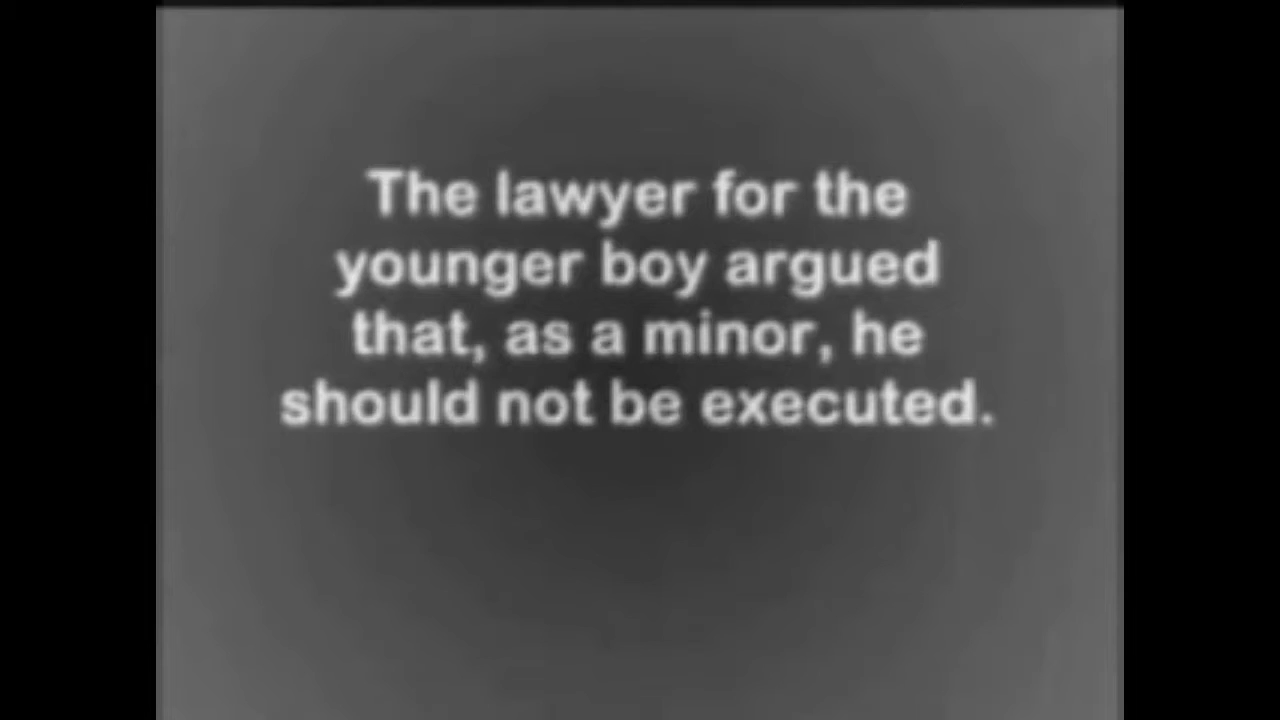 The lawyer for the
younger boy argued
that, as a minor, he
should not be executed.